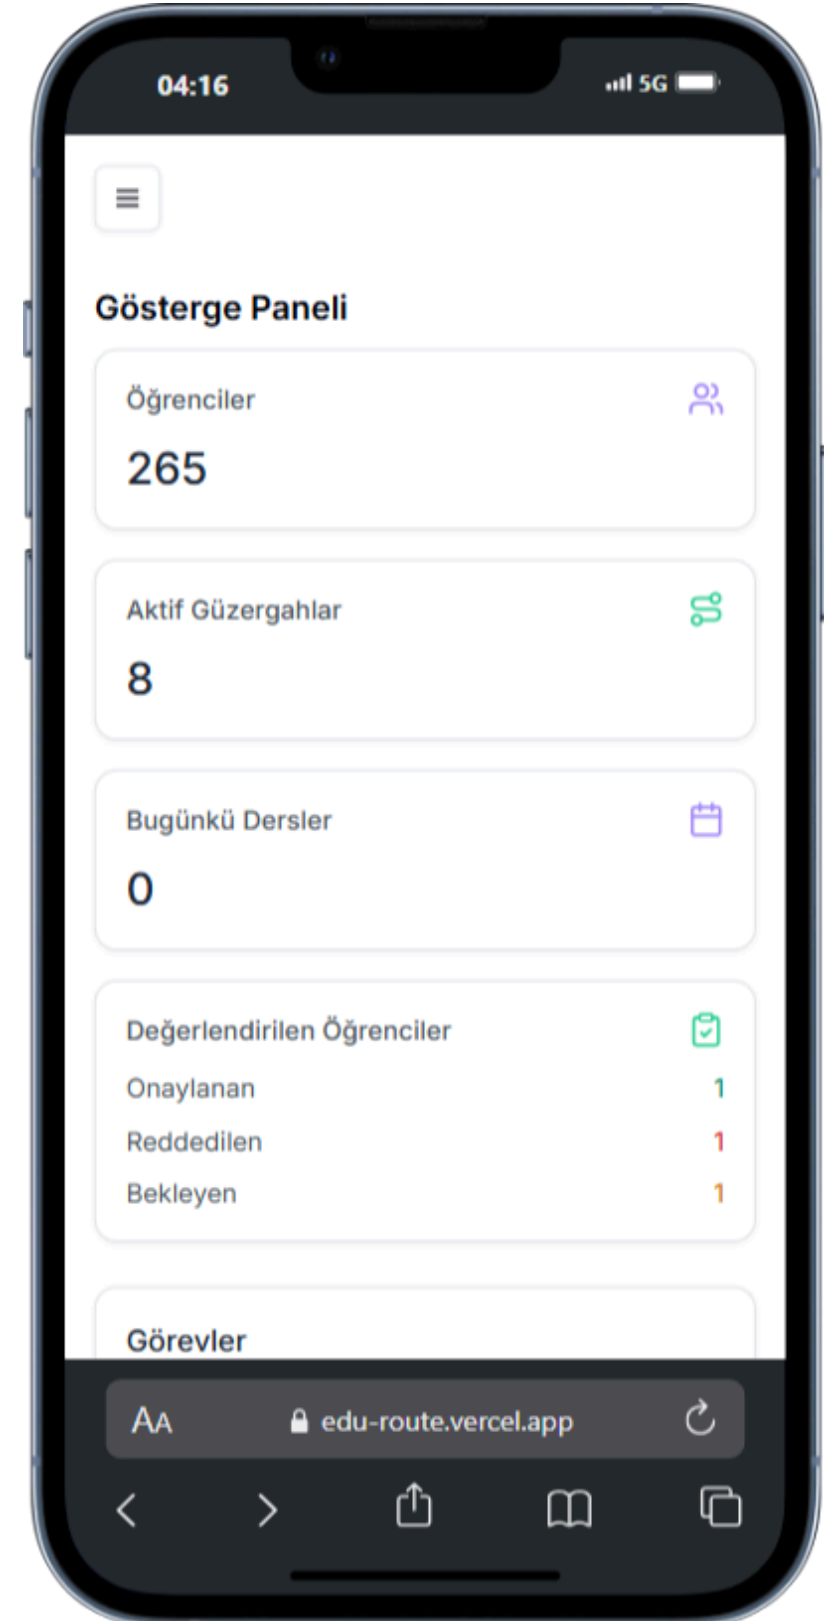 04:16
5G
Gösterge Paneli
Öğrenciler
265
Aktif Güzergahlar
8
Bugünkü Dersler
0
Değerlendirilen Öğrenciler
Onaylanan 1
Reddedilen 1
Bekleyen 1
Görevler
AA edu-route.vercel.app